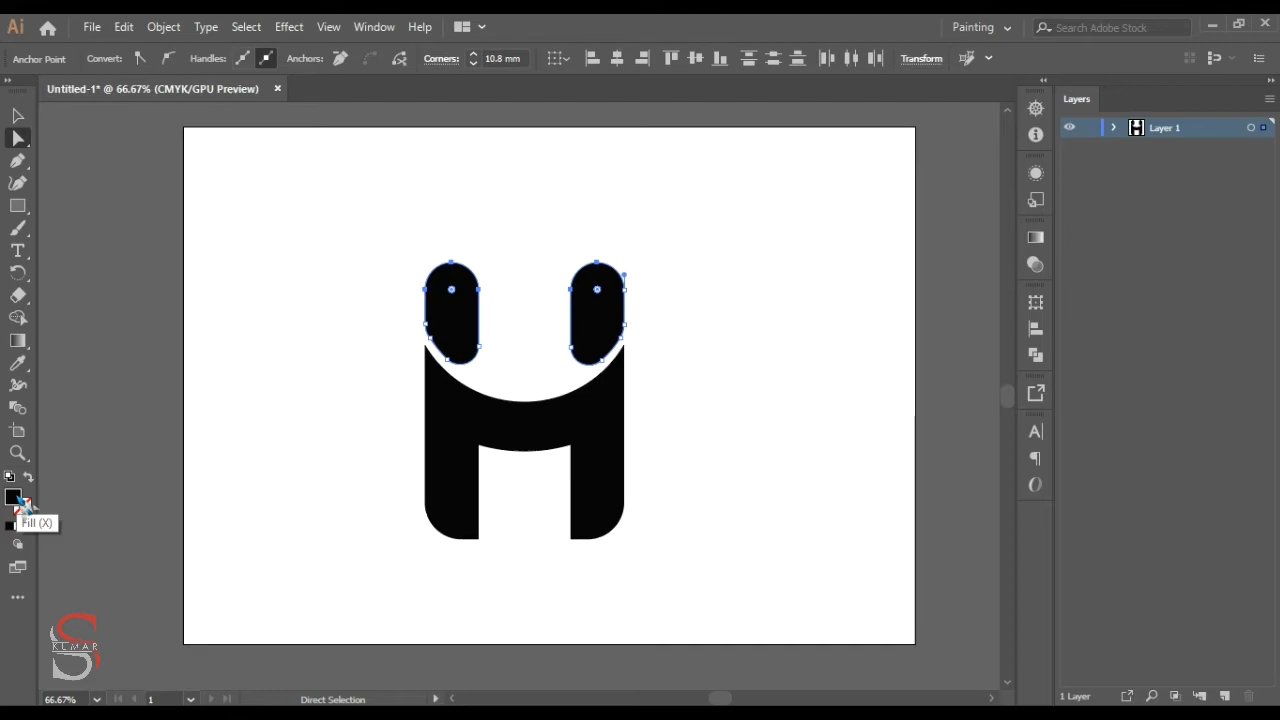 Ai File Edit Object Type Select Effect View Window Help Painting Search Adobe Stock
Anchor Point Convert: Handles: Anchors: Corners: 10.8 mm Transform
Untitled-1* @ 66.67% (CMYK/GPU Preview)
Layers
Layer 1
Fill (X)
S
KUMAR
66.67% 1 Direct Selection 1 Layer